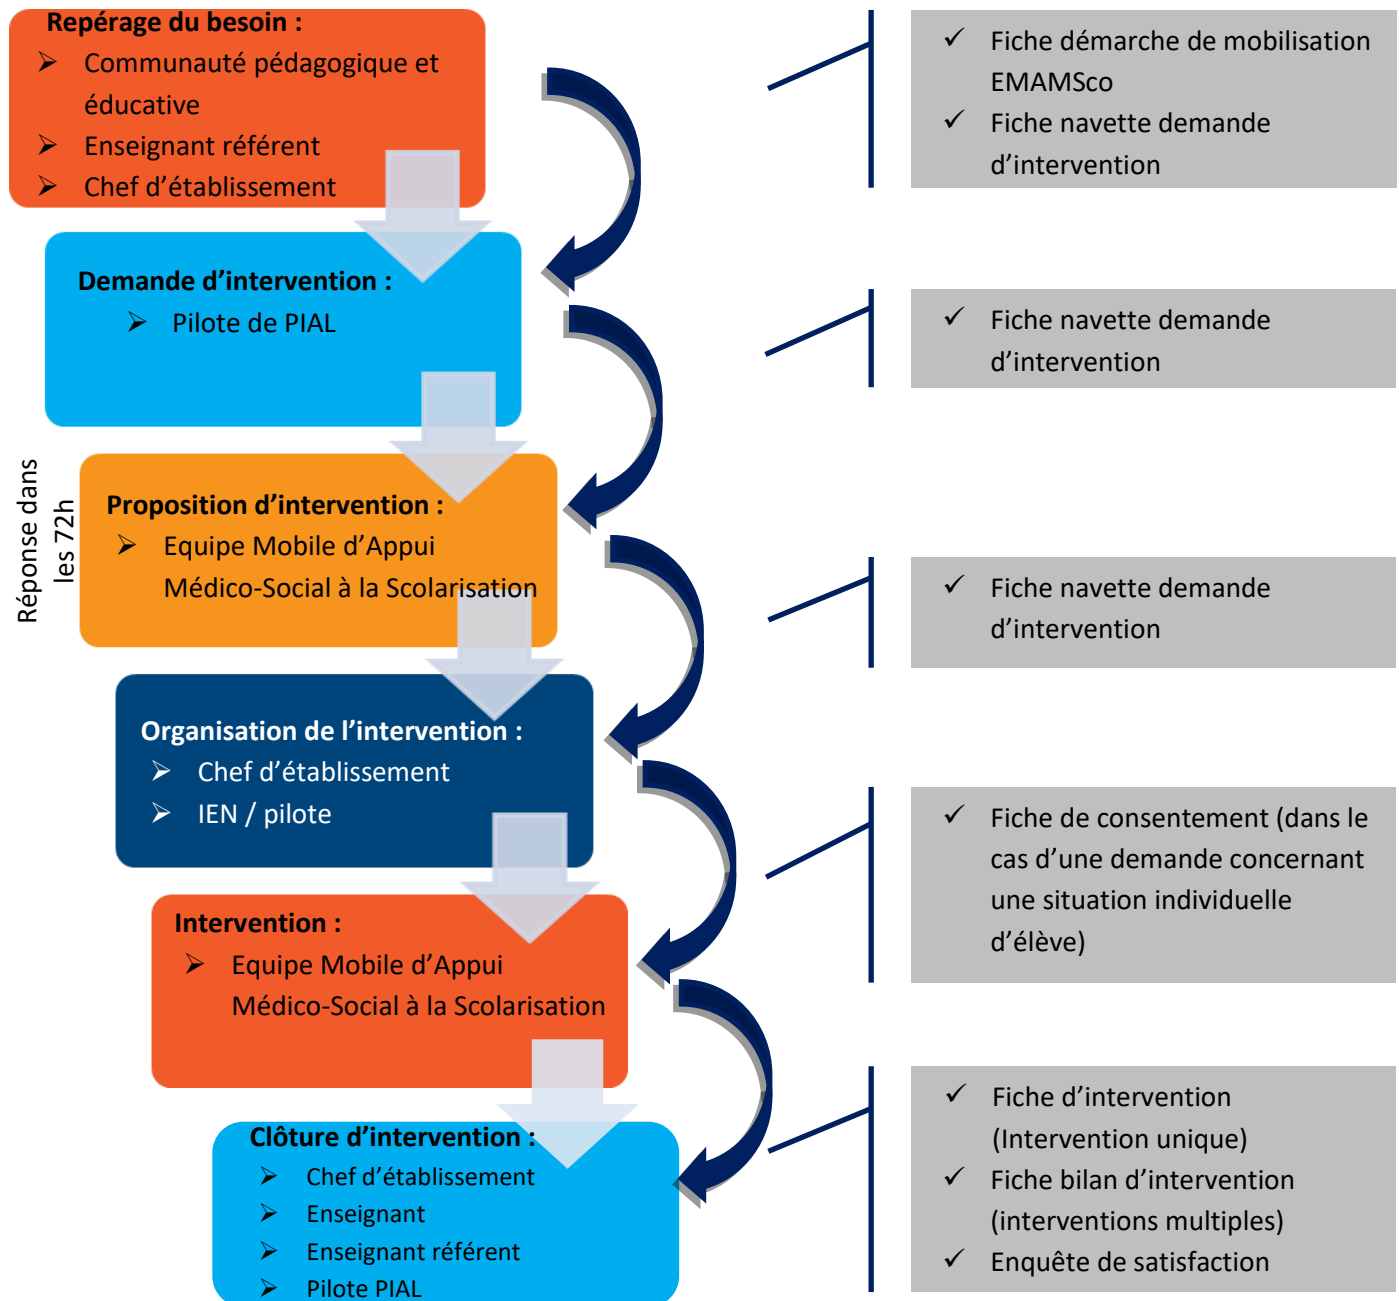 Repérage du besoin :
➢ Communauté pédagogique et
éducative
➢ Enseignant référent
➢ Chef d’établissement
✓ Fiche démarche de mobilisation
EMAMSco
✓ Fiche navette demande
d’intervention
Demande d’intervention :
➢ Pilote de PIAL
✓ Fiche navette demande
d’intervention
Réponse dans
les 72h
Proposition d’intervention :
➢ Equipe Mobile d’Appui
Médico-Social à la Scolarisation
✓ Fiche navette demande
d’intervention
Organisation de l’intervention :
➢ Chef d’établissement
➢ IEN / pilote
✓ Fiche de consentement (dans le
cas d’une demande concernant
une situation individuelle
d’élève)
Intervention :
➢ Equipe Mobile d’Appui
Médico-Social à la Scolarisation
Clôture d’intervention :
➢ Chef d’établissement
➢ Enseignant
➢ Enseignant référent
➢ Pilote PIAL
✓ Fiche d’intervention
(Intervention unique)
✓ Fiche bilan d’intervention
(interventions multiples)
✓ Enquête de satisfaction